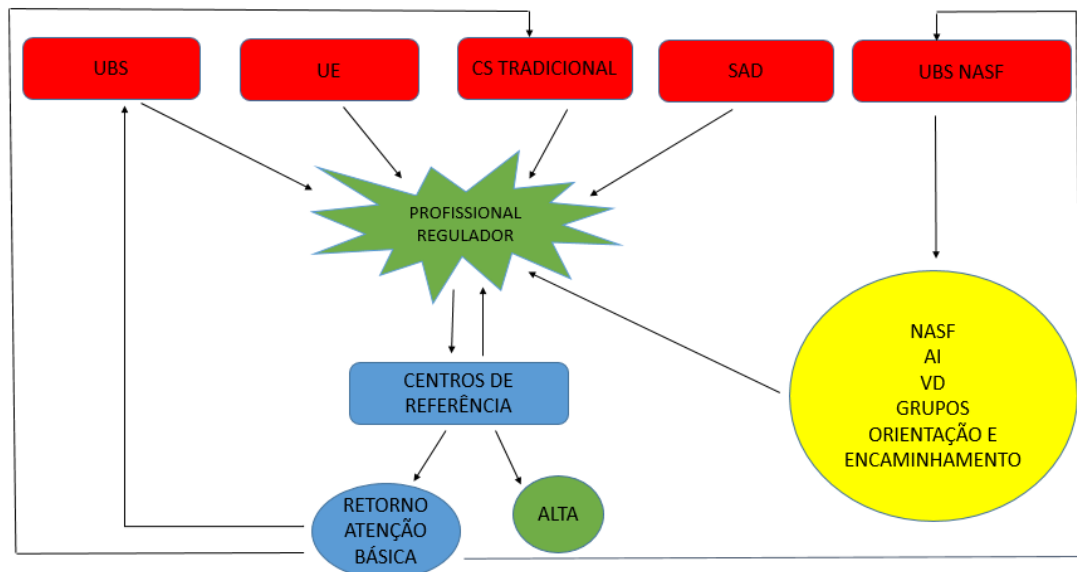 UBS
UE
CS TRADICIONAL
SAD
UBS NASF
PROFISSIONAL
REGULADOR
NASF
AI
VD
GRUPOS
ORIENTAÇÃO E
ENCAMINHAMENTO
CENTROS DE
REFERÊNCIA
RETORNO
ATENÇÃO
BÁSICA
ALTA